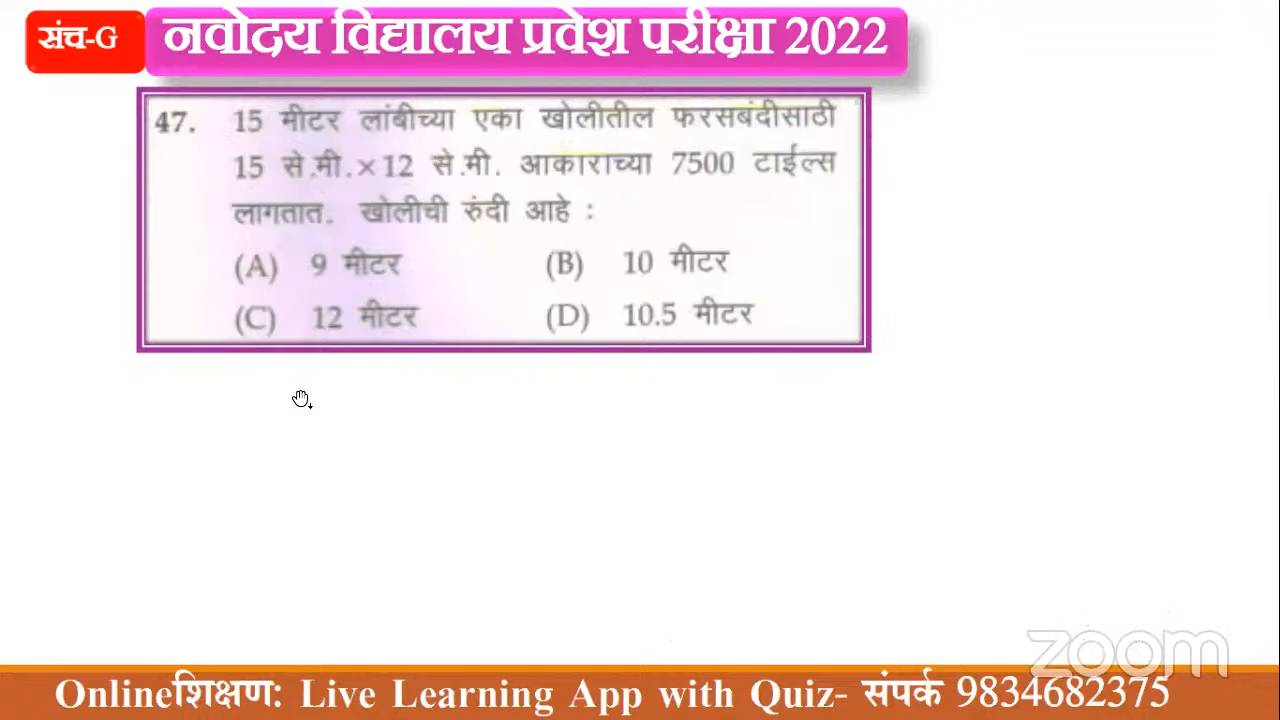 संच-G
नवोदय विद्यालय प्रवेश परीक्षा 2022
47. 15 मीटर लांबीच्या एका खोलीतील फरसबंदीसाठी
15 से.मी.×12 से.मी. आकाराच्या 7500 टाईल्स
लागतात. खोलीची रुंदी आहे :
(A) 9 मीटर (B) 10 मीटर
(C) 12 मीटर (D) 10.5 मीटर
zoom
Onlineशिक्षण: Live Learning App with Quiz- संपर्क 9834682375